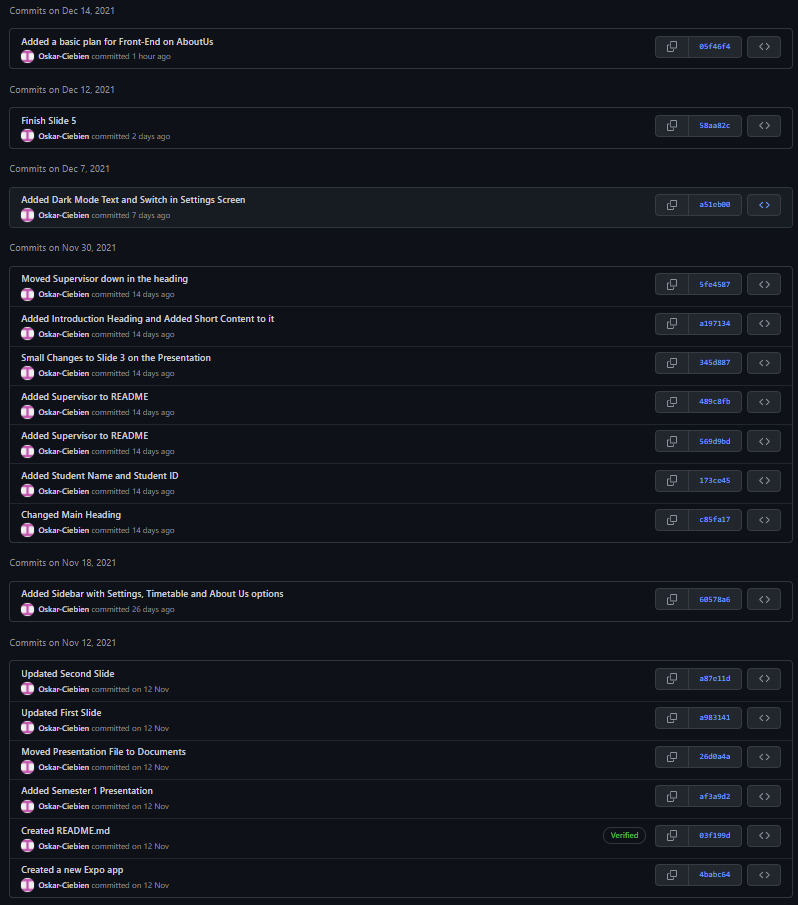 Commits on Dec 14, 2021
Added a basic plan for Front-End on AboutUs
Oskar-Ciebien committed 1 hour ago
05f46f4
Commits on Dec 12, 2021
Finish Slide 5
Oskar-Ciebien committed 2 days ago
58aa82c
Commits on Dec 7, 2021
Added Dark Mode Text and Switch in Settings Screen
Oskar-Ciebien committed 7 days ago
a51eb00
Commits on Nov 30, 2021
Moved Supervisor down in the heading
Oskar-Ciebien committed 14 days ago
5fe4587
Added Introduction Heading and Added Short Content to it
Oskar-Ciebien committed 14 days ago
a197134
Small Changes to Slide 3 on the Presentation
Oskar-Ciebien committed 14 days ago
345d887
Added Supervisor to README
Oskar-Ciebien committed 14 days ago
489c8fb
Added Supervisor to README
Oskar-Ciebien committed 14 days ago
569d9bd
Added Student Name and Student ID
Oskar-Ciebien committed 14 days ago
173ce45
Changed Main Heading
Oskar-Ciebien committed 14 days ago
c85fa17
Commits on Nov 18, 2021
Added Sidebar with Settings, Timetable and About Us options
Oskar-Ciebien committed 26 days ago
60578a6
Commits on Nov 12, 2021
Updated Second Slide
Oskar-Ciebien committed on 12 Nov
a87e11d
Updated First Slide
Oskar-Ciebien committed on 12 Nov
a983141
Moved Presentation File to Documents
Oskar-Ciebien committed on 12 Nov
26d0a4a
Added Semester 1 Presentation
Oskar-Ciebien committed on 12 Nov
af3a9d2
Created README.md
Oskar-Ciebien committed on 12 Nov
Verified
03f199d
Created a new Expo app
Oskar-Ciebien committed on 12 Nov
4babc64